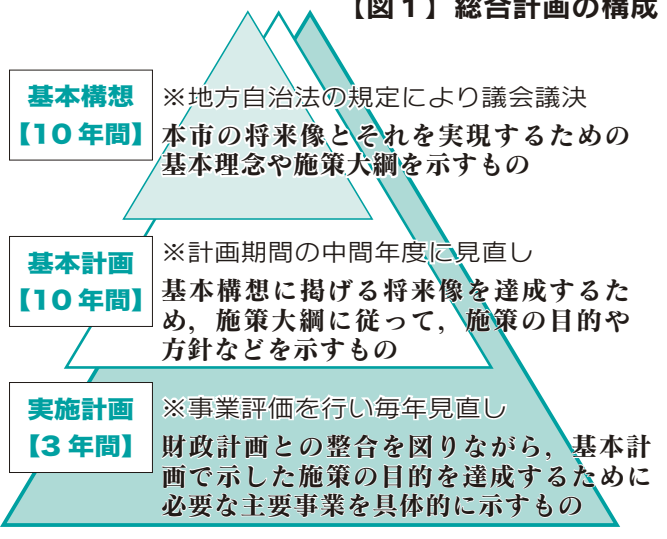 【図1】総合計画の構成
基本構想
【10年間】
※地方自治法の規定により議会議決
本市の将来像とそれを実現するための
基本理念や施策大綱を示すもの
基本計画
【10年間】
※計画期間の中間年度に見直し
基本構想に掲げる将来像を達成するた
め，施策大綱に従って，施策の目的や
方針などを示すもの
実施計画
【3年間】
※事業評価を行い毎年見直し
財政計画との整合を図りながら，基本計
画で示した施策の目的を達成するために
必要な主要事業を具体的に示すもの